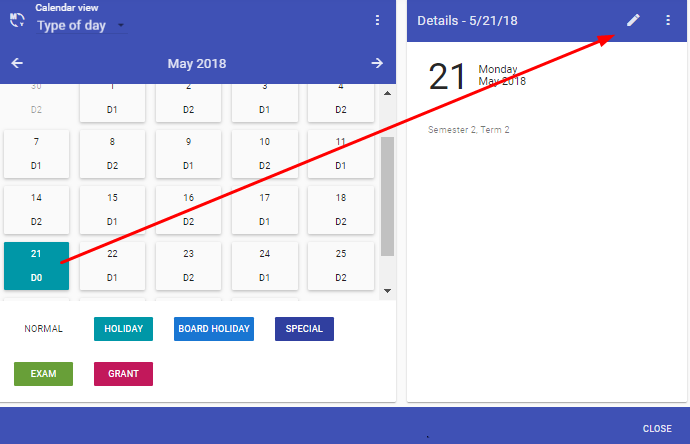 Calendar view
Type of day
May 2018
30 1 2 3 4
D2 D1 D2 D1 D2
7 8 9 10 11
D1 D2 D1 D2 D1
14 15 16 17 18
D2 D1 D2 D1 D2
21 22 23 24 25
D0 D1 D2 D1 D2
NORMAL HOLIDAY BOARD HOLIDAY SPECIAL
EXAM GRANT
Details - 5/21/18
21
Monday
May 2018
Semester 2, Term 2
CLOSE